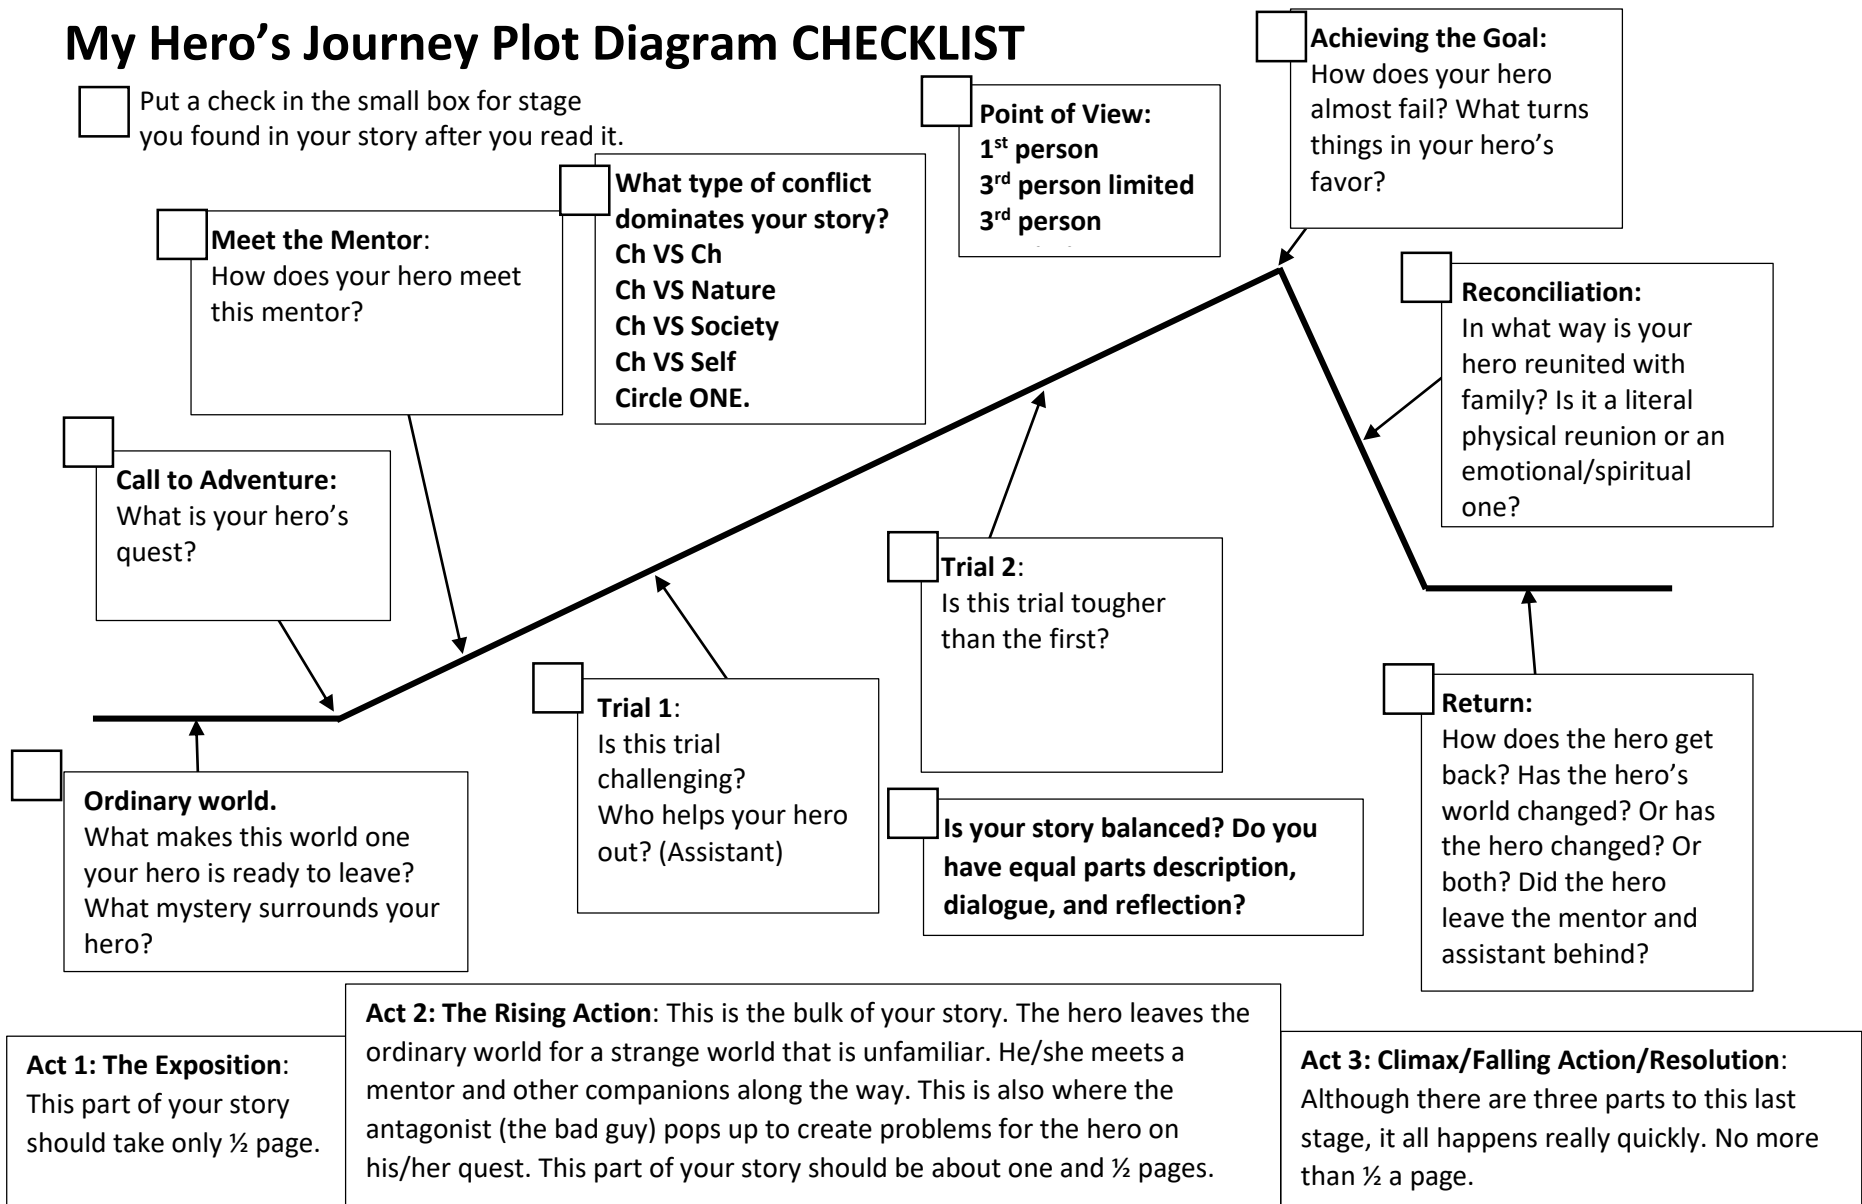 My Hero’s Journey Plot Diagram CHECKLIST
Put a check in the small box for stage
you found in your story after you read it.
Achieving the Goal:
How does your hero
almost fail? What turns
things in your hero’s
favor?
Point of View:
1st person
3rd person limited
3rd person
What type of conflict
dominates your story?
Ch VS Ch
Ch VS Nature
Ch VS Society
Ch VS Self
Circle ONE.
Meet the Mentor:
How does your hero meet
this mentor?
Reconciliation:
In what way is your
hero reunited with
family? Is it a literal
physical reunion or an
emotional/spiritual
one?
Call to Adventure:
What is your hero’s
quest?
Trial 2:
Is this trial tougher
than the first?
Trial 1:
Is this trial
challenging?
Who helps your hero
out? (Assistant)
Return:
How does the hero get
back? Has the hero’s
world changed? Or has
the hero changed? Or
both? Did the hero
leave the mentor and
assistant behind?
Ordinary world.
What makes this world one
your hero is ready to leave?
What mystery surrounds your
hero?
Is your story balanced? Do you
have equal parts description,
dialogue, and reflection?
Act 1: The Exposition:
This part of your story
should take only ½ page.
Act 2: The Rising Action: This is the bulk of your story. The hero leaves the
ordinary world for a strange world that is unfamiliar. He/she meets a
mentor and other companions along the way. This is also where the
antagonist (the bad guy) pops up to create problems for the hero on
his/her quest. This part of your story should be about one and ½ pages.
Act 3: Climax/Falling Action/Resolution:
Although there are three parts to this last
stage, it all happens really quickly. No more
than ½ a page.